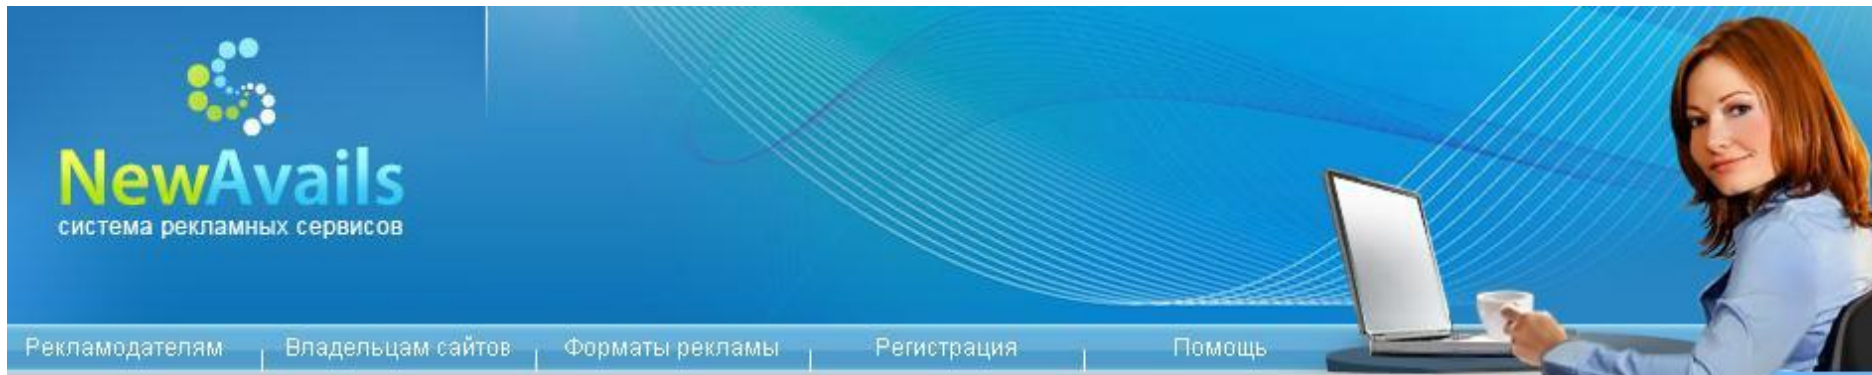 NewAvails
система рекламных сервисов
Рекламодателям
Владельцам сайтов
Форматы рекламы
Регистрация
Помощь